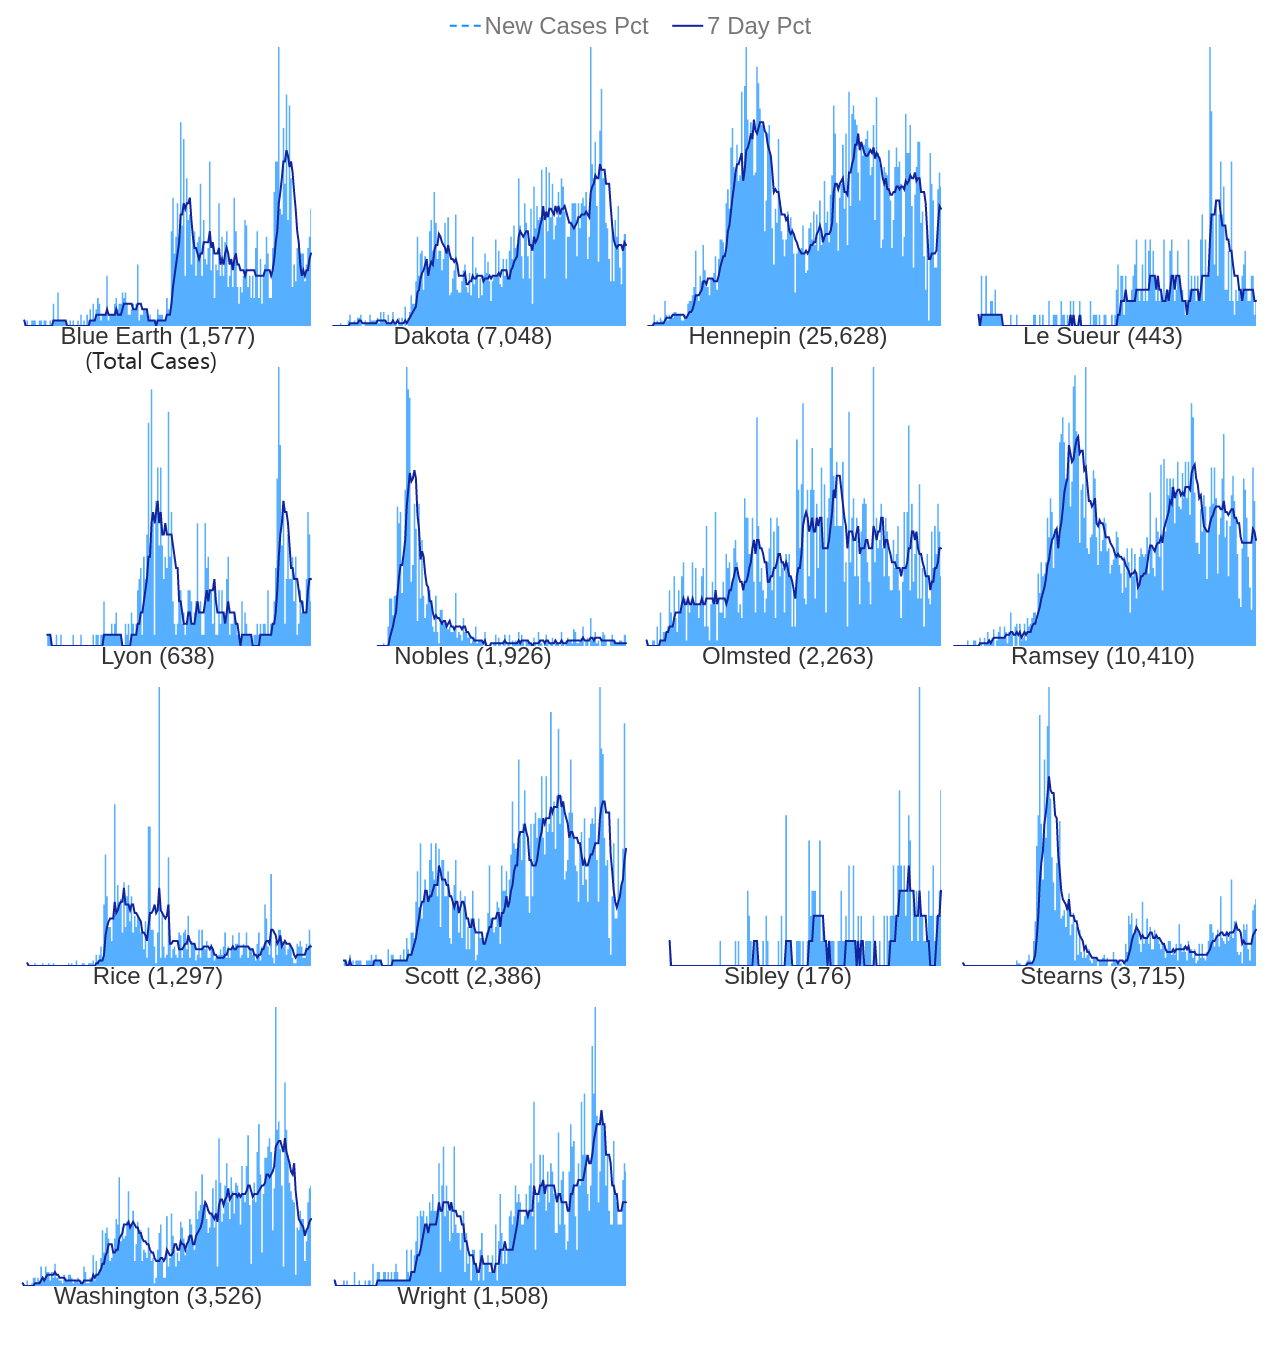 New Cases Pct 7 Day Pct
Blue Earth (1,577) Dakota (7,048) Hennepin (25,628) Le Sueur (443)
(Total Cases)
Lyon (638) Nobles (1,926) Olmsted (2,263) Ramsey (10,410)
Rice (1,297) Scott (2,386) Sibley (176) Stearns (3,715)
Washington (3,526) Wright (1,508)